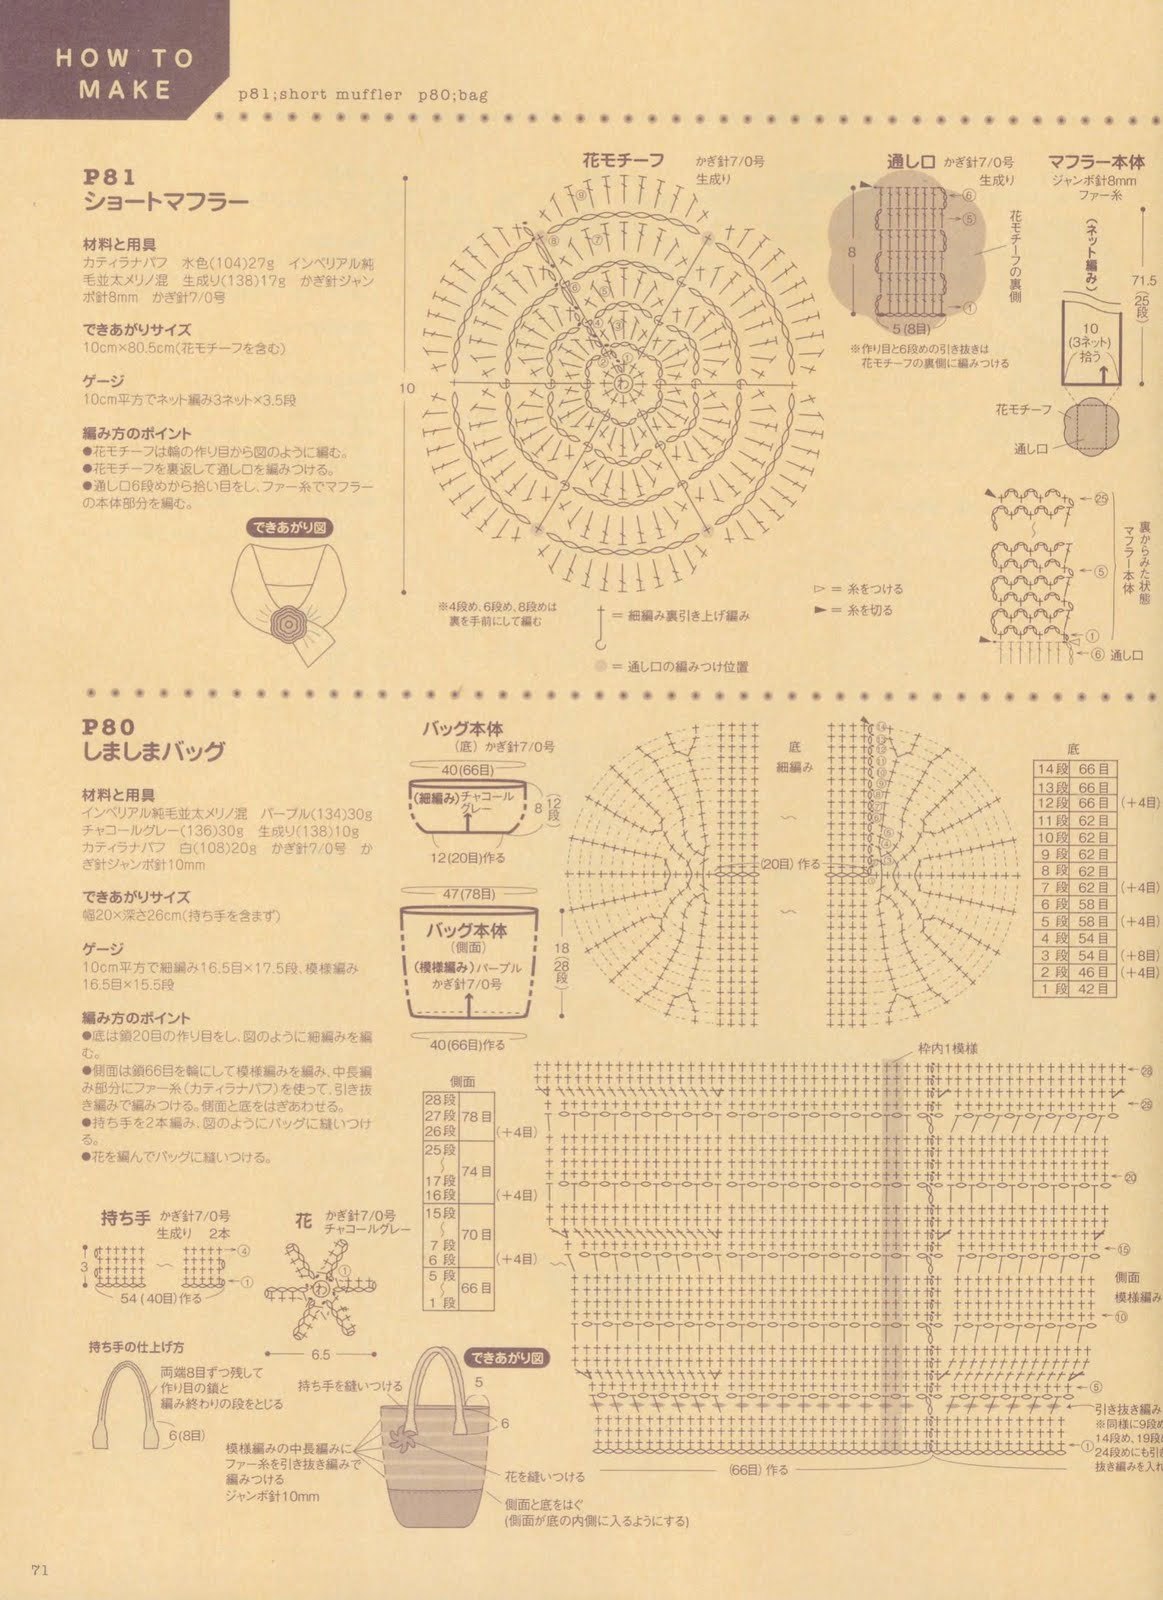 HOW TO
MAKE
p81;short muffler p80;bag
P81
ショートマフラー
材料と用具
カティラナパフ 水色(104)27g インペリアル純
毛並太メリノ混 生成り(138)17g かぎ針ジャン
ボ針8mm かぎ針7/0号
できあがりサイズ
10cm×80.5cm(花モチーフを含む)
ゲージ
10cm平方でネット編み3ネット×3.5段
編み方のポイント
●花モチーフは輪の作り目から図のように編む。
●花モチーフを裏返して通し口を編みつける。
●通し口6段めから拾い目をし、ファー糸でマフラー
の本体部分を編む。
できあがり図
花モチーフ かぎ針7/0号
生成り
10
⑨
⑧
⑦
⑥
⑤
④
③
②
①
わ
※4段め、6段め、8段めは
裏を手前にして編む
= 細編み裏引き上げ編み
= 通し口の編みつけ位置
= 糸をつける
= 糸を切る
通し口 かぎ針7/0号
生成り
8
⑥
⑤
①
5(8目)
花モチーフの裏側
※作り目と6段めの引き抜きは
花モチーフの裏側に編みつける
マフラー本体
ジャンボ針8mm
ファー糸
(ネット編み)
71.5
(25段)
10
(3ネット)
拾う
花モチーフ
通し口
㉕
⑤
①
⑥ 通し口
裏からみた状態
マフラー本体
P80
しましまバッグ
材料と用具
インペリアル純毛並太メリノ混 パープル(134)30g
チャコールグレー(136)30g 生成り(138)10g
カティラナパフ 白(108)20g かぎ針7/0号 か
ぎ針ジャンボ針10mm
できあがりサイズ
幅20×深さ26cm(持ち手を含まず)
ゲージ
10cm平方で細編み16.5目×17.5段、模様編み
16.5目×15.5段
編み方のポイント
●底は鎖20目の作り目をし、図のように細編みを編
む。
●側面は鎖66目を輪にして模様編みを編み、中長編
み部分にファー糸(カティラナパフ)を使って、引き抜
き編みで編みつける。側面と底をはぎあわせる。
●持ち手を2本編み、図のようにバッグに縫いつけ
る。
●花を編んでバッグに縫いつける。
バッグ本体
(底) かぎ針7/0号
40(66目)
(細編み)チャコール
グレー
8
(12段)
12(20目)作る
47(78目)
バッグ本体
(側面)
(模様編み)パープル
かぎ針7/0号
18
(28段)
40(66目)作る
底
細編み
(20目)作る
底
14段 66目
13段 66目
12段 66目 (+4目)
11段 62目
10段 62目
9段 62目
8段 62目
7段 62目 (+4目)
6段 58目
5段 58目 (+4目)
4段 54目
3段 54目 (+8目)
2段 46目 (+4目)
1段 42目
側面
28段
27段 78目
26段 (+4目)
25段
〜 74目
17段
16段 (+4目)
15段
〜 70目
7段
6段 (+4目)
5段
〜 66目
1段
枠内1模様
㉘
㉕
⑳
⑮
側面
模様編み
⑩
⑤
引き抜き編み
※同様に9段め
14段め、19段め
24段めにも引き
抜き編みを入れ
①
(66目)作る
持ち手 かぎ針7/0号
生成り 2本
3
④
①
54(40目)作る
花 かぎ針7/0号
チャコールグレー
①
わ
6.5
持ち手の仕上げ方
両端8目ずつ残して
作り目の鎖と
編み終わりの段をとじる
6(8目)
できあがり図
持ち手を縫いつける
5
6
模様編みの中長編みに
ファー糸を引き抜き編みで
編みつける
ジャンボ針10mm
花を縫いつける
側面と底をはぐ
(側面が底の内側に入るようにする)
71